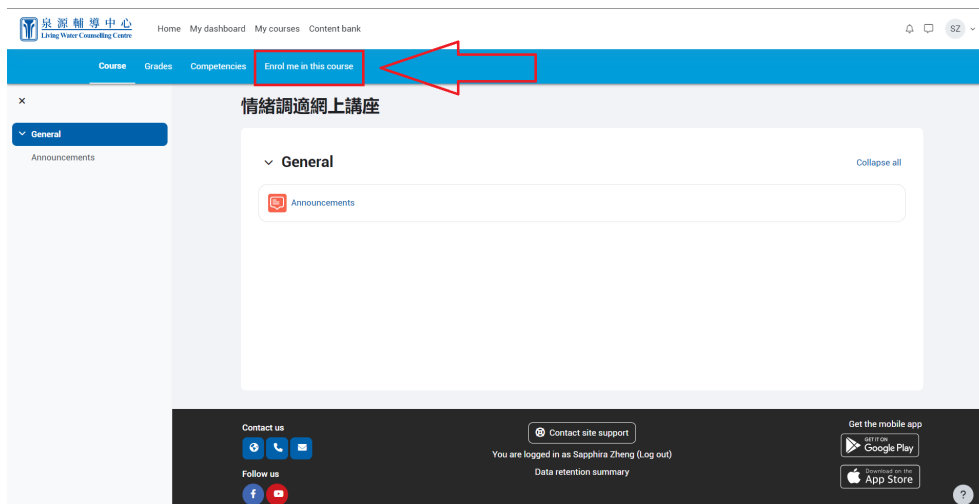 泉源輔導中心
Living Water Counselling Centre
Home My dashboard My courses Content bank
SZ
Course Grades Competencies Enrol me in this course
General
Announcements
情緒調適網上講座
General
Collapse all
Announcements
Contact us
Follow us
Contact site support
You are logged in as Sapphira Zheng (Log out)
Data retention summary
Get the mobile app
GET IT ON
Google Play
Download on the
App Store
?